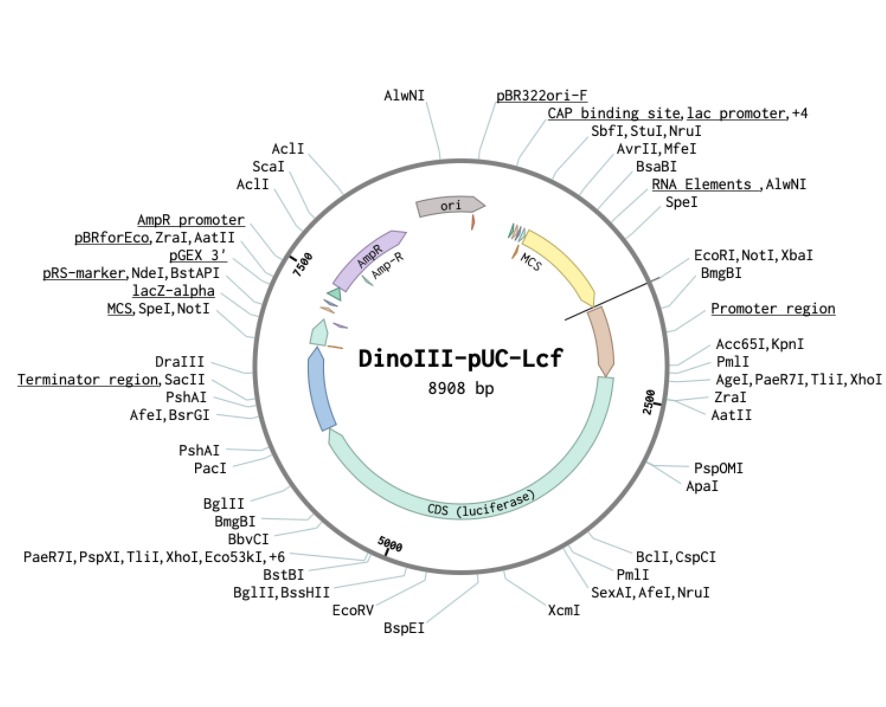 AlwNI
pBR322ori-F
CAP binding site, lac promoter, +4
SbfI, StuI, NruI
AvrII, MfeI
BsaBI
RNA Elements , AlwNI
SpeI
AclI
ScaI
AclI
AmpR promoter
pBRforEco, ZraI, AatII
pGEX 3'
pRS-marker, NdeI, BstAPI
lacZ-alpha
MCS, SpeI, NotI
7500
ori
AmpR
Amp-R
MCS
EcoRI, NotI, XbaI
BmgBI
Promoter region
DinoIII-pUC-Lcf
8908 bp
Acc65I, KpnI
PmlI
AgeI, PaeR7I, TliI, XhoI
ZraI
AatII
2500
DraIII
Terminator region, SacII
PshAI
AfeI, BsrGI
PshAI
PacI
PspOMI
ApaI
BglII
BmgBI
BbvCI
CDS (luciferase)
5000
PaeR7I, PspXI, TliI, XhoI, Eco53kI, +6
BstBI
BglII, BssHII
EcoRV
BspEI
XcmI
BclI, CspCI
PmlI
SexAI, AfeI, NruI